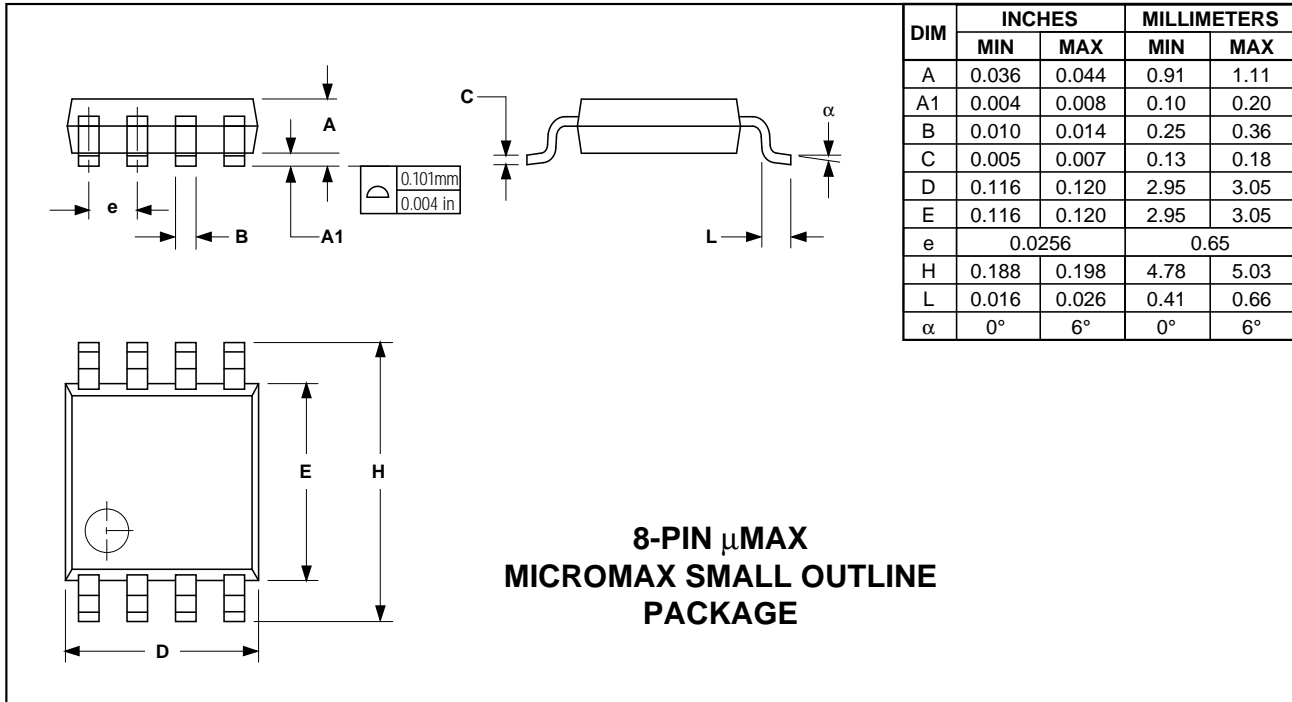 DIM INCHES MILLIMETERS
MIN MAX MIN MAX
A 0.036 0.044 0.91 1.11
A1 0.004 0.008 0.10 0.20
B 0.010 0.014 0.25 0.36
C 0.005 0.007 0.13 0.18
D 0.116 0.120 2.95 3.05
E 0.116 0.120 2.95 3.05
e 0.0256 0.65
H 0.188 0.198 4.78 5.03
L 0.016 0.026 0.41 0.66
α 0° 6° 0° 6°
C
A
α
0.101mm
0.004 in
e
B
A1
L
E
H
D
8-PIN μMAX
MICROMAX SMALL OUTLINE
PACKAGE